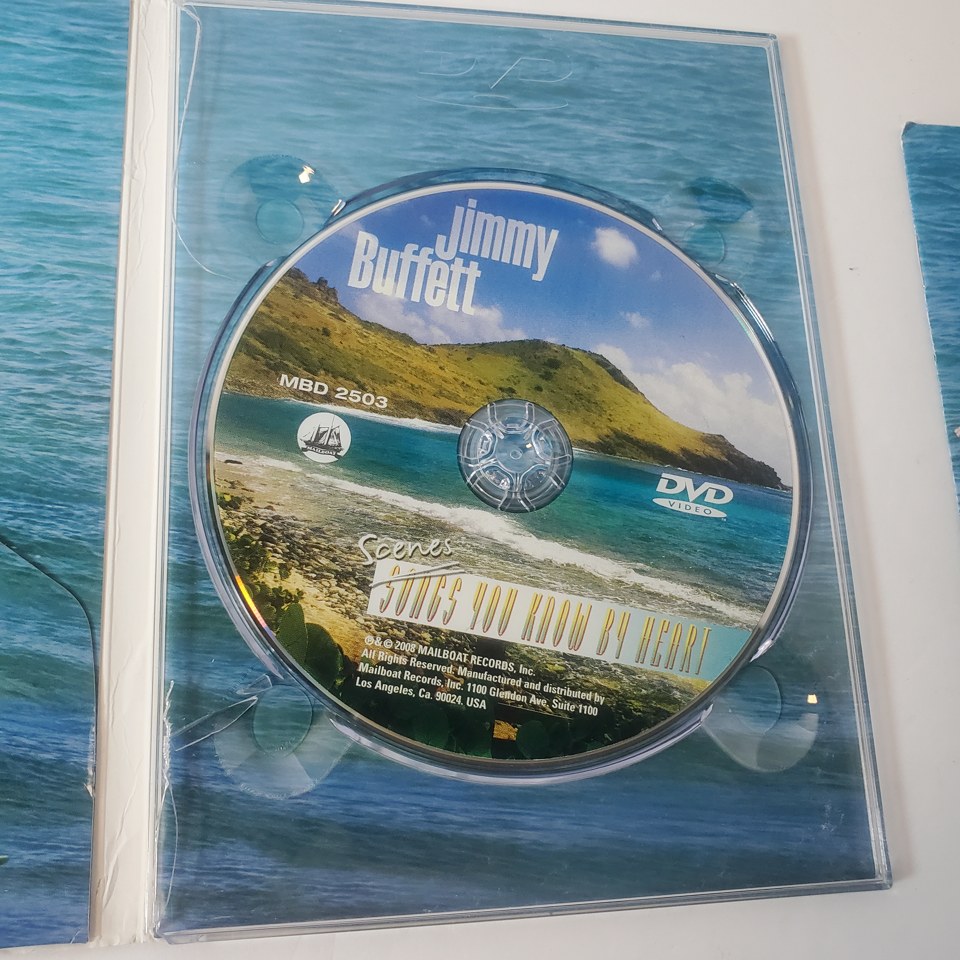 Jimmy
Buffett
MBD 2503
MAILBOAT
DVD
VIDEO
Scenes
SONGS YOU KNOW BY HEART
℗&© 2008 MAILBOAT RECORDS, Inc.
All Rights Reserved. Manufactured and distributed by
Mailboat Records, Inc. 1100 Glendon Ave, Suite 1100
Los Angeles, Ca. 90024, USA